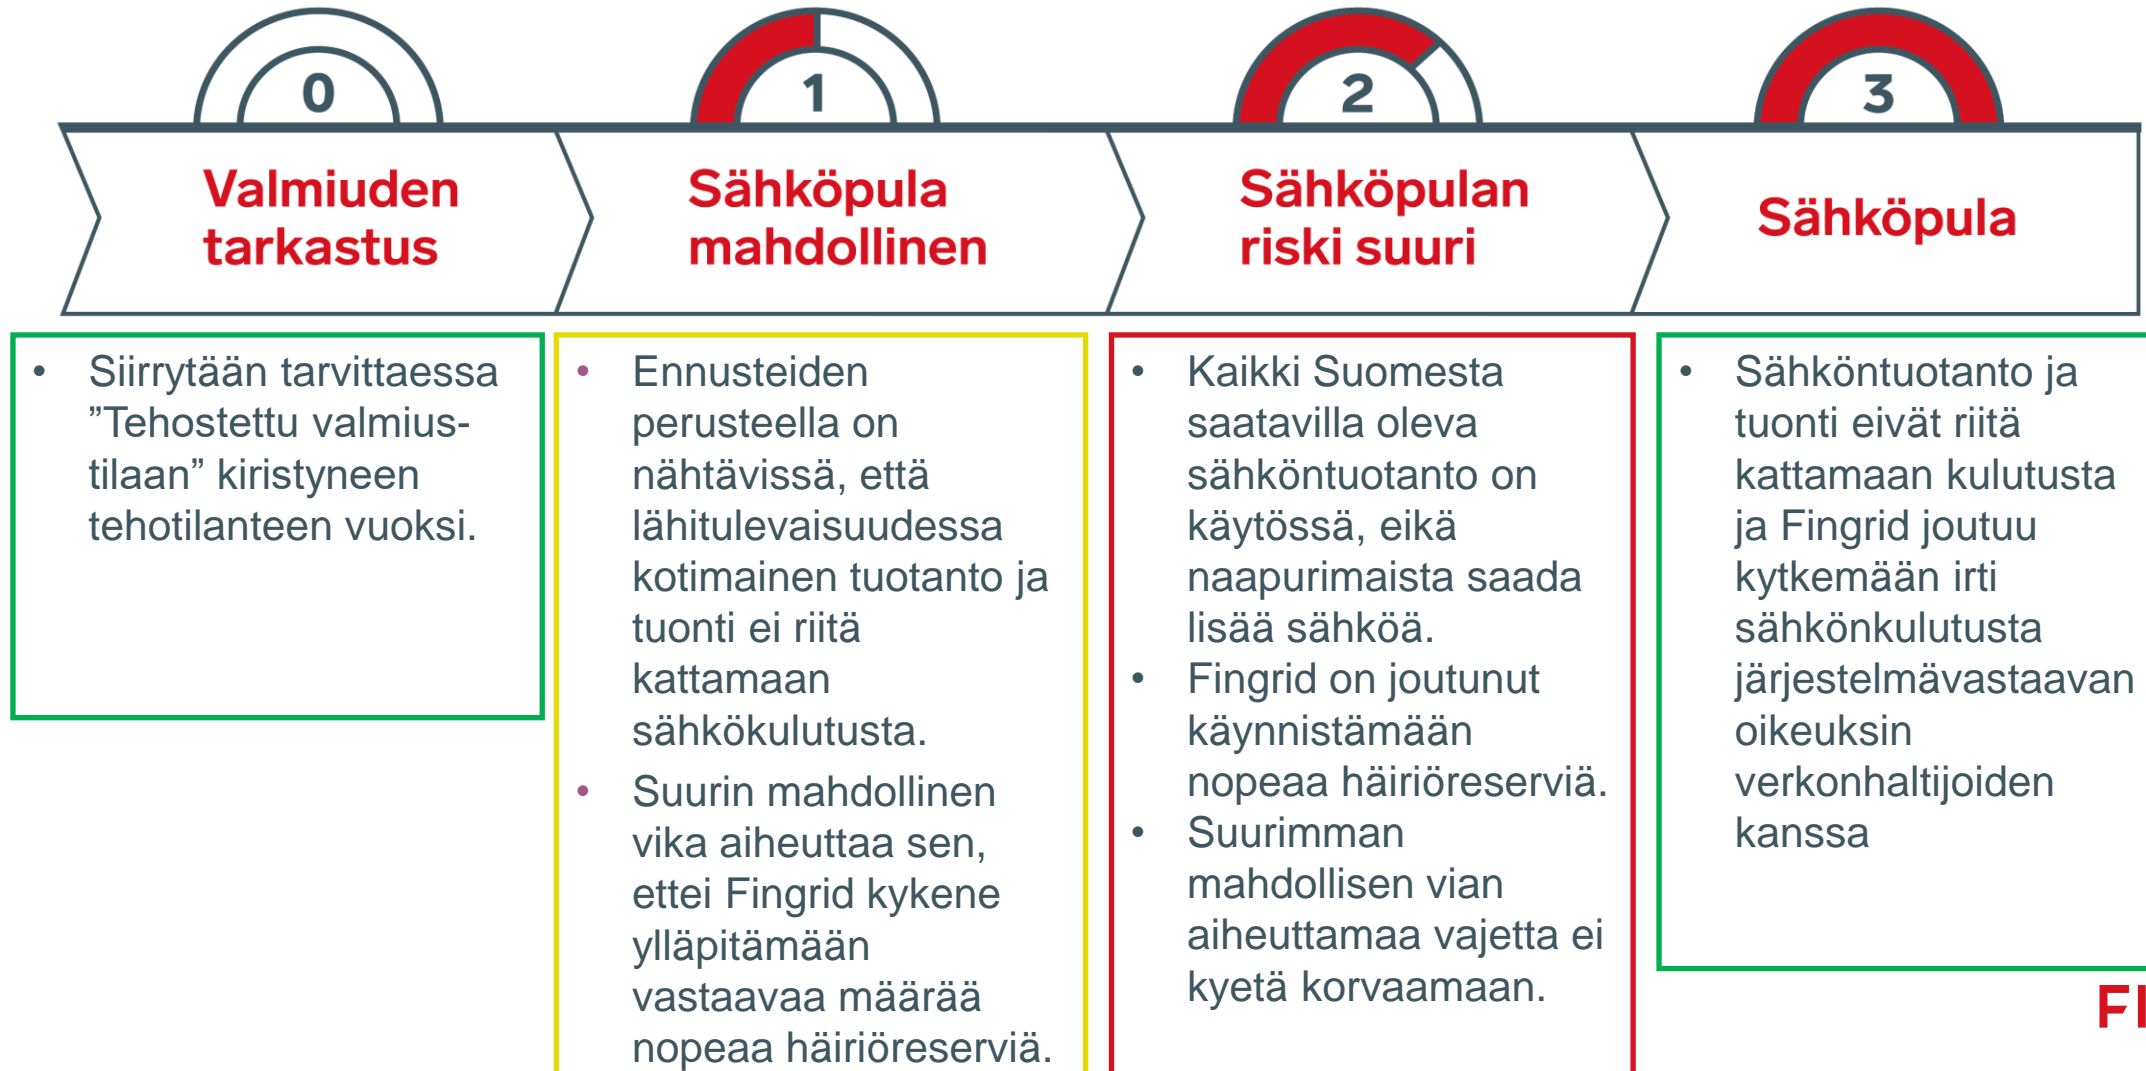 0
Valmiuden
tarkastus
1
Sähköpula
mahdollinen
2
Sähköpulan
riski suuri
3
Sähköpula
• Siirrytään tarvittaessa
”Tehostettu valmius-
tilaan” kiristyneen
tehotilanteen vuoksi.
• Ennusteiden
perusteella on
nähtävissä, että
lähitulevaisuudessa
kotimainen tuotanto ja
tuonti ei riitä
kattamaan
sähkökulutusta.
• Suurin mahdollinen
vika aiheuttaa sen,
ettei Fingrid kykene
ylläpitämään
vastaavaa määrää
nopeaa häiriöreserviä.
• Kaikki Suomesta
saatavilla oleva
sähköntuotanto on
käytössä, eikä
naapurimaista saada
lisää sähköä.
• Fingrid on joutunut
käynnistämään
nopeaa häiriöreserviä.
• Suurimman
mahdollisen vian
aiheuttamaa vajetta ei
kyetä korvaamaan.
• Sähköntuotanto ja
tuonti eivät riitä
kattamaan kulutusta
ja Fingrid joutuu
kytkemään irti
sähkönkulutusta
järjestelmävastaavan
oikeuksin
verkonhaltijoiden
kanssa
FI